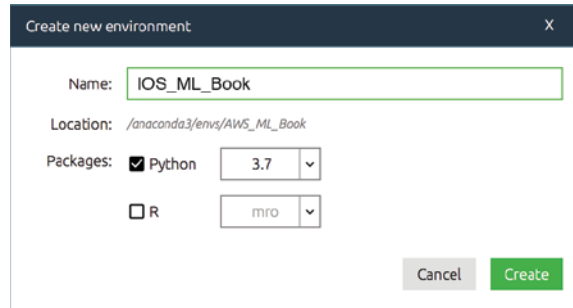 Create new environment X
Name: IOS_ML_Book
Location: /anaconda3/envs/AWS_ML_Book
Packages: Python 3.7
R mro
Cancel Create